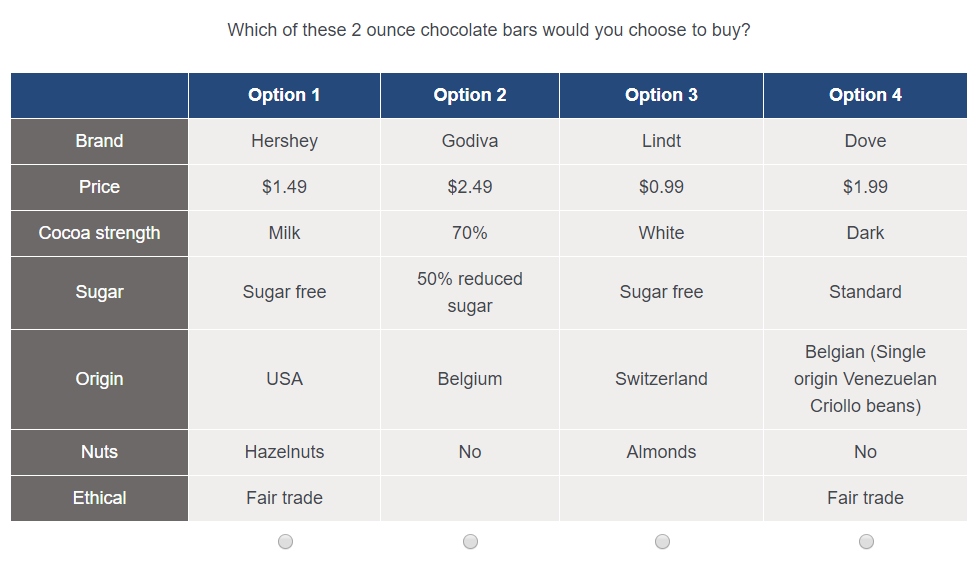 Which of these 2 ounce chocolate bars would you choose to buy?
Option 1 Option 2 Option 3 Option 4
Brand Hershey Godiva Lindt Dove
Price $1.49 $2.49 $0.99 $1.99
Cocoa strength Milk 70% White Dark
Sugar Sugar free 50% reduced sugar Sugar free Standard
Origin USA Belgium Switzerland Belgian (Single origin Venezuelan Criollo beans)
Nuts Hazelnuts No Almonds No
Ethical Fair trade Fair trade